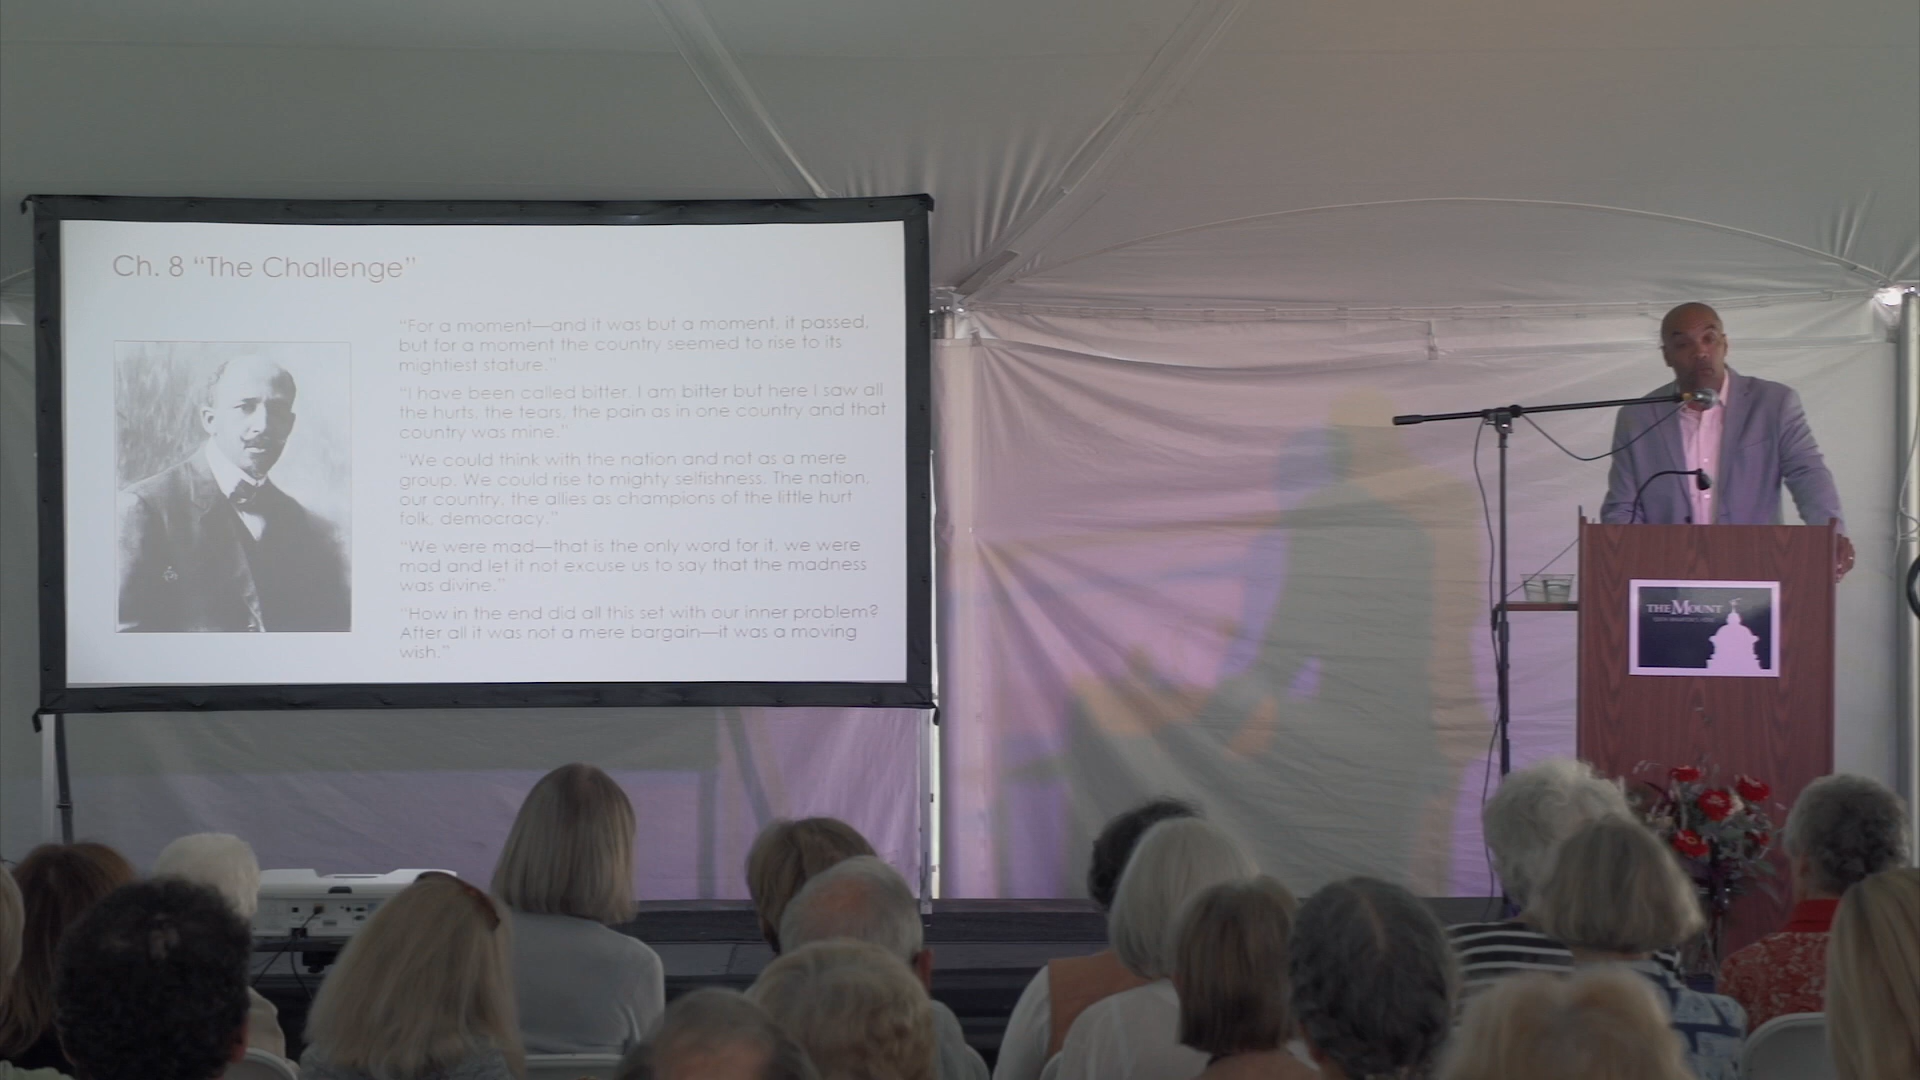 Ch. 8 “The Challenge”
“For a moment—and it was but a moment, it passed,
but for a moment the country seemed to rise to its
mightiest stature.”
“I have been called bitter. I am bitter but here I saw all
the hurts, the tears, the pain as in one country and that
country was mine.”
“We could think with the nation and not as a mere
group. We could rise to mighty selfishness. The nation,
our country, the allies as champions of the little hurt
folk, democracy.”
“We were mad—that is the only word for it, we were
mad and let it not excuse us to say that the madness
was divine.”
“How in the end did all this set with our inner problem?
After all it was not a mere bargain—it was a moving
wish.”
THE MOUNT
EDITH WHARTON'S HOME